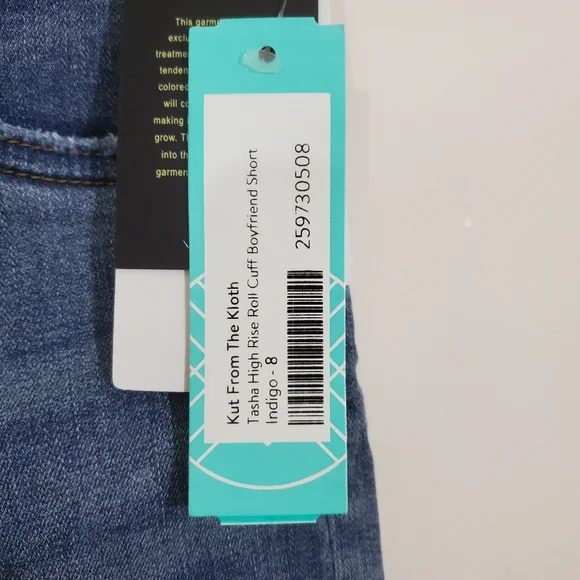 This
exclu
treatme
tenden
colored
will
making
grow.
into th
garmen
Kut From The Kloth
Tasha High Rise Roll Cuff Boyfriend Short
Indigo - 8
259730508